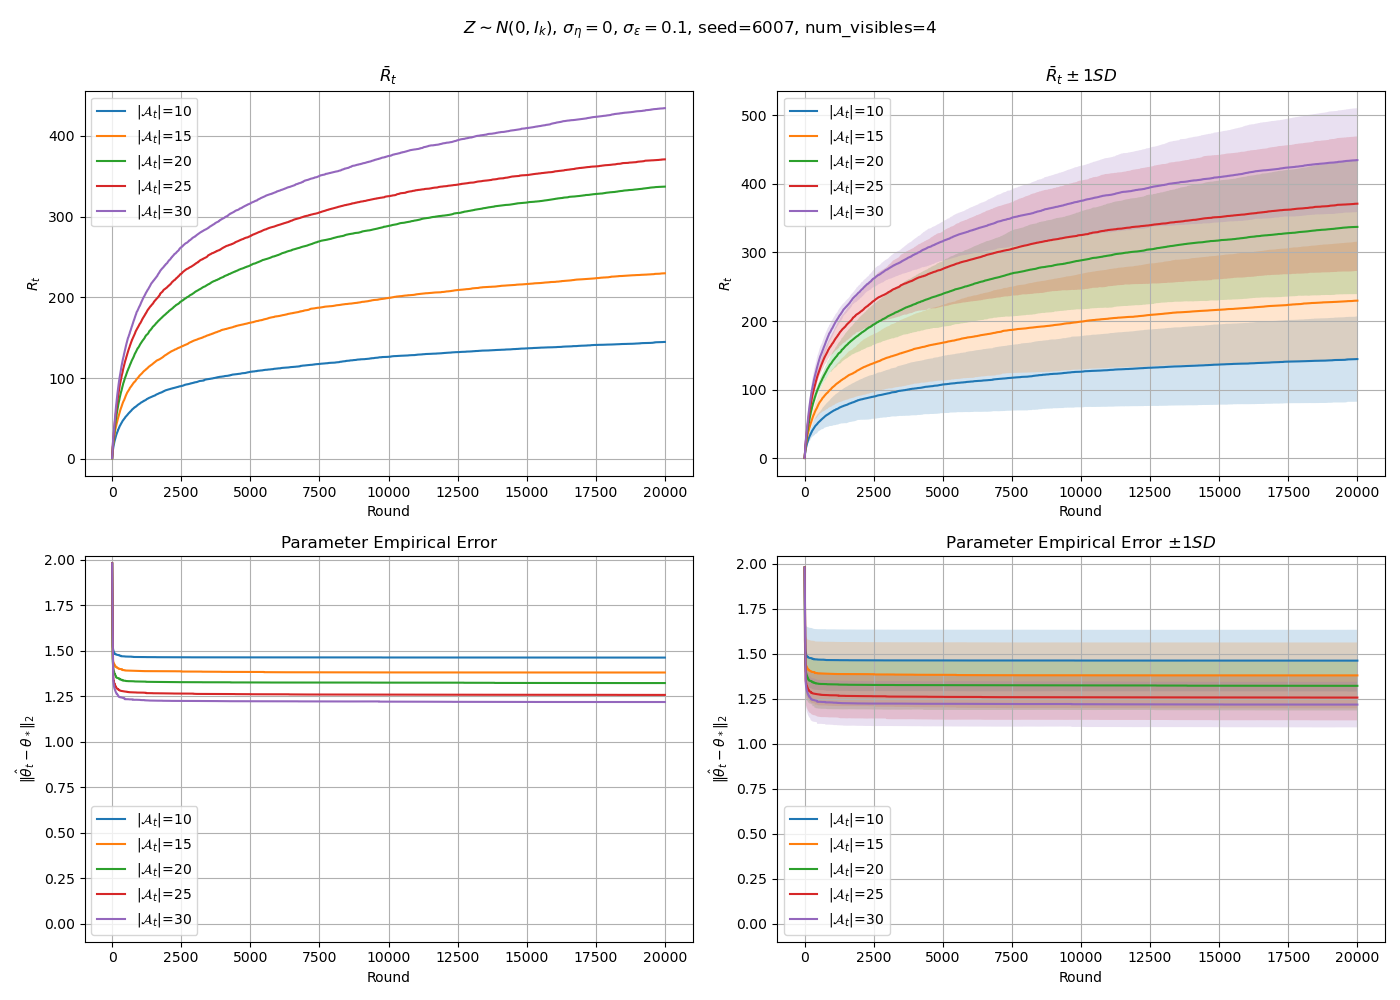 Z ∼ N(0, I_k), σ_η = 0, σ_ε = 0.1, seed=6007, num_visibles=4
R̄_t
R_t
400
300
200
100
0
|𝒜_t|=10
|𝒜_t|=15
|𝒜_t|=20
|𝒜_t|=25
|𝒜_t|=30
0 2500 5000 7500 10000 12500 15000 17500 20000
Round
R̄_t ± 1SD
R_t
500
400
300
200
100
0
|𝒜_t|=10
|𝒜_t|=15
|𝒜_t|=20
|𝒜_t|=25
|𝒜_t|=30
0 2500 5000 7500 10000 12500 15000 17500 20000
Round
Parameter Empirical Error
‖θ̂_t − θ_*‖_2
2.00
1.75
1.50
1.25
1.00
0.75
0.50
0.25
0.00
|𝒜_t|=10
|𝒜_t|=15
|𝒜_t|=20
|𝒜_t|=25
|𝒜_t|=30
0 2500 5000 7500 10000 12500 15000 17500 20000
Round
Parameter Empirical Error ±1SD
‖θ̂_t − θ_*‖_2
2.00
1.75
1.50
1.25
1.00
0.75
0.50
0.25
0.00
|𝒜_t|=10
|𝒜_t|=15
|𝒜_t|=20
|𝒜_t|=25
|𝒜_t|=30
0 2500 5000 7500 10000 12500 15000 17500 20000
Round